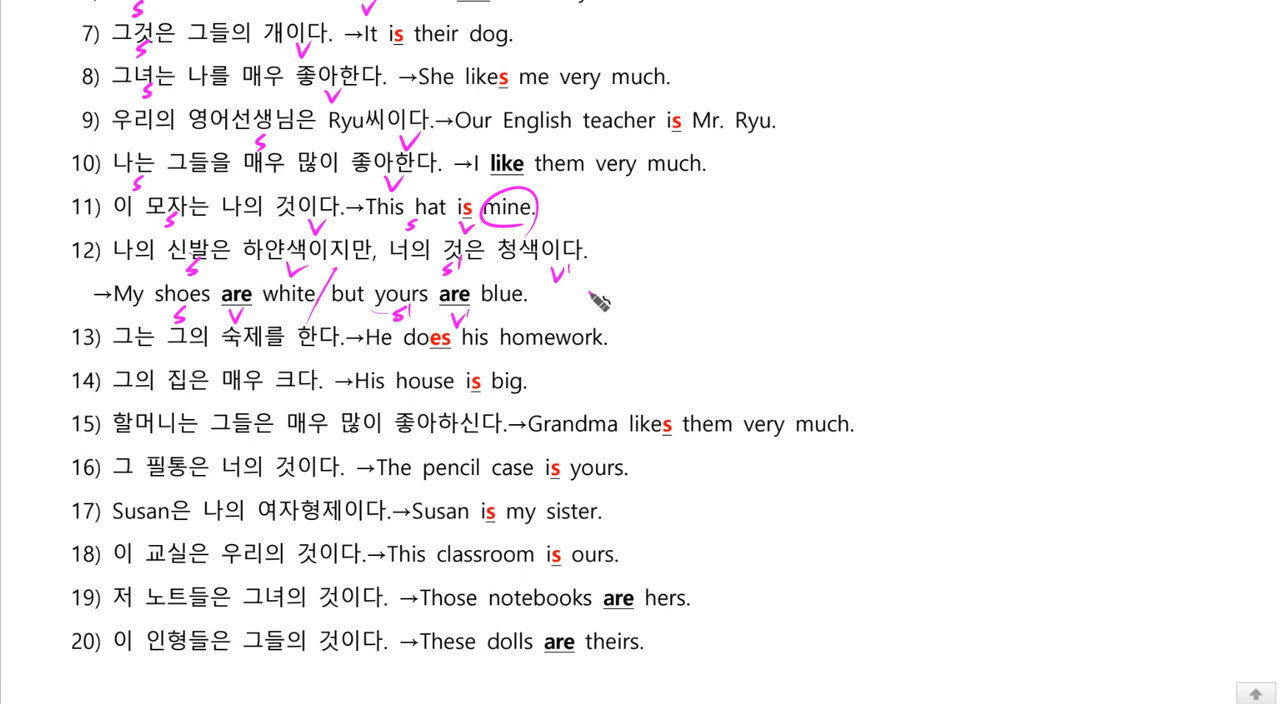 7) 그것은 그들의 개이다. →It is their dog.
8) 그녀는 나를 매우 좋아한다. →She likes me very much.
9) 우리의 영어선생님은 Ryu씨이다.→Our English teacher is Mr. Ryu.
10) 나는 그들을 매우 많이 좋아한다. →I like them very much.
11) 이 모자는 나의 것이다.→This hat is mine.
12) 나의 신발은 하얀색이지만, 너의 것은 청색이다.
→My shoes are white, but yours are blue.
13) 그는 그의 숙제를 한다.→He does his homework.
14) 그의 집은 매우 크다. →His house is big.
15) 할머니는 그들은 매우 많이 좋아하신다.→Grandma likes them very much.
16) 그 필통은 너의 것이다. →The pencil case is yours.
17) Susan은 나의 여자형제이다.→Susan is my sister.
18) 이 교실은 우리의 것이다.→This classroom is ours.
19) 저 노트들은 그녀의 것이다. →Those notebooks are hers.
20) 이 인형들은 그들의 것이다. →These dolls are theirs.